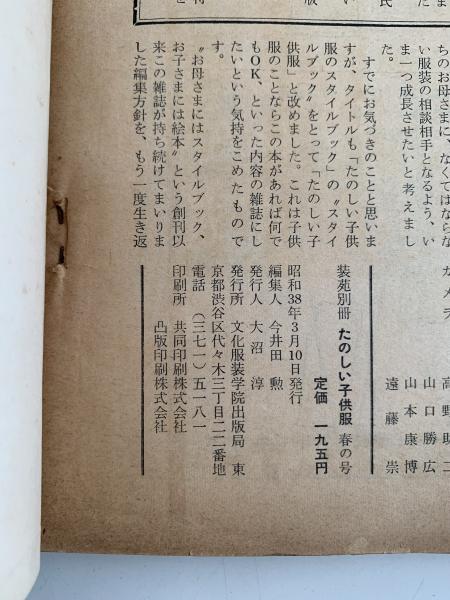 ちのお母さまに、なくてはならな
い服装の相談相手となるよう、い
ま一つ成長させたいと考えまし
た。
すでにお気づきのことと思いま
すが、タイトルも「たのしい子供
服のスタイルブック」の〝スタイ
ルブック〟をとって「たのしい子
供服」と改めました。これは子供
服のことならこの本があれば何で
もOK、といった内容の雑誌にし
たいという気持をこめたもので
す。
〝お母さまにはスタイルブック、
お子さまには絵本〟という創刊以
来この雑誌が持ち続けてまいりま
した編集方針を、もう一度生き返
カメラ
高野明二
山口勝広
山本康博
遠藤崇
装苑別冊 たのしい子供服 春の号
定価 一九五円
昭和38年3月10日発行
編集人 今井田 勲
発行人 大沼 淳
発行所 文化服装学院出版局 東
京都渋谷区代々木三丁目二二番地
電話 (三七一)五一八一
印刷所 共同印刷株式会社
凸版印刷株式会社